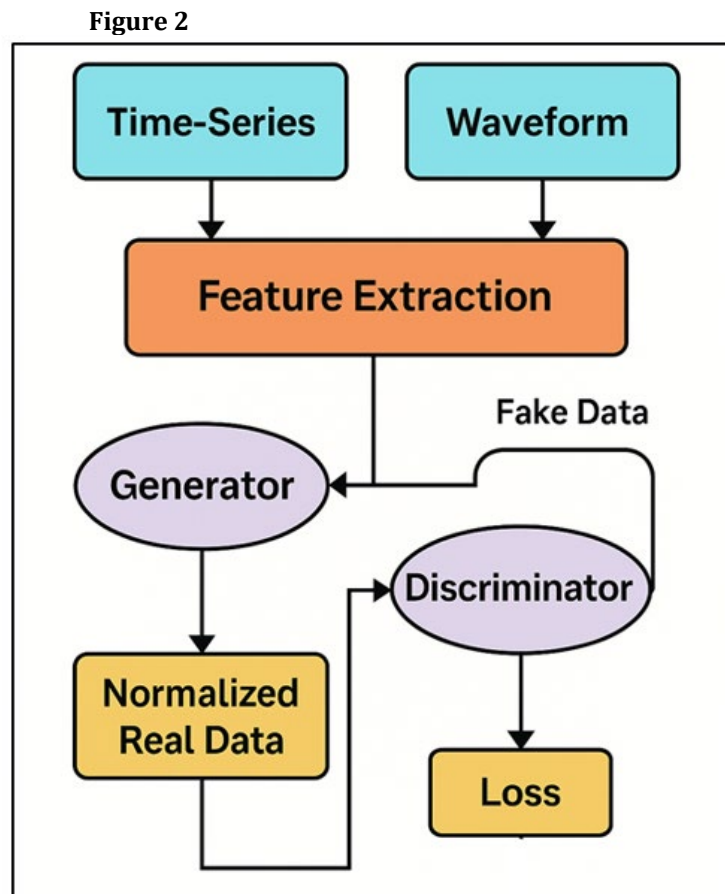 Figure 2
Time-Series
Waveform
Feature Extraction
Fake Data
Generator
Discriminator
Normalized
Real Data
Loss